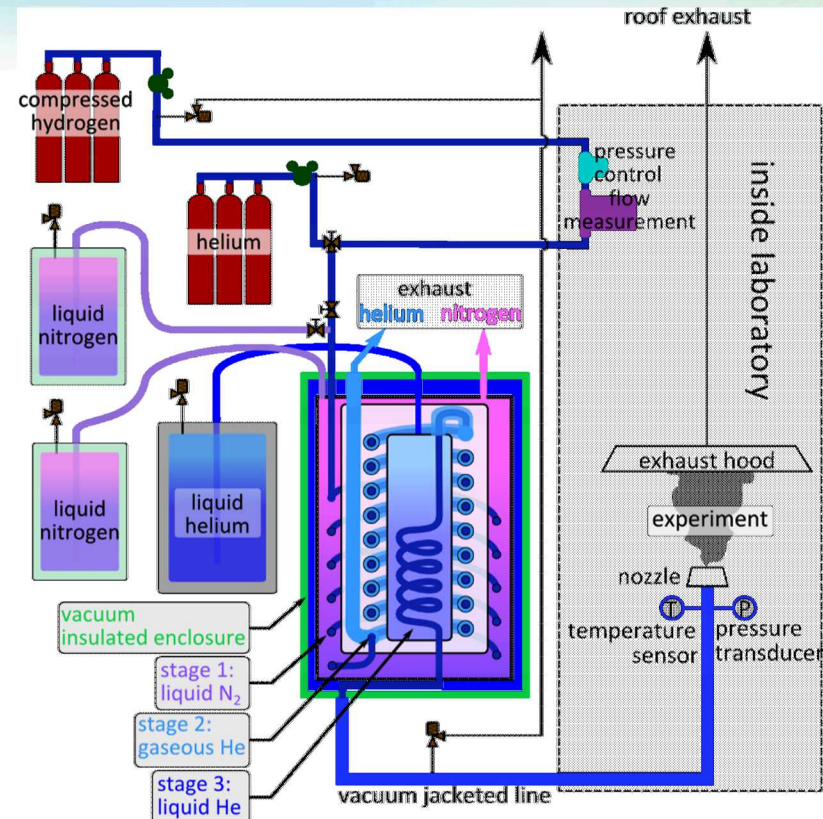 roof exhaust
compressed
hydrogen
pressure
control
flow
measurement
inside laboratory
helium
exhaust
helium nitrogen
liquid
nitrogen
liquid
nitrogen
liquid
helium
exhaust hood
experiment
nozzle
T
P
temperature
sensor
pressure
transducer
vacuum
insulated enclosure
stage 1:
liquid N₂
stage 2:
gaseous He
stage 3:
liquid He
vacuum jacketed line